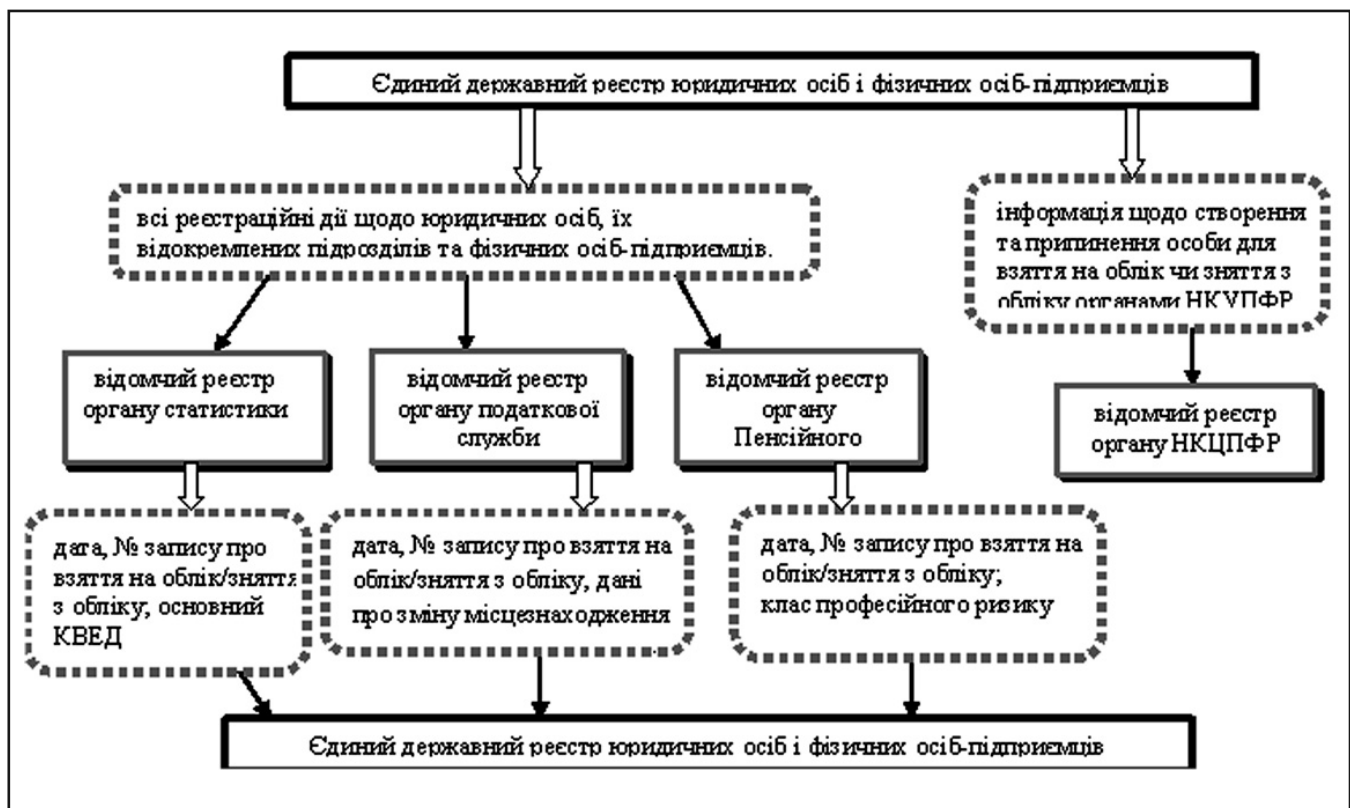 Єдиний державний реєстр юридичних осіб і фізичних осіб-підприємців
всі реєстраційні дії щодо юридичних осіб, їх
відокремлених підрозділів та фізичних осіб-підприємців.
інформація щодо створення
та припинення особи для
взяття на облік чи зняття з
обліку органами НКУПФР
відомчий реєстр
органу статистики
відомчий реєстр
органу податкової
служби
відомчий реєстр
органу
Пенсійного
відомчий реєстр
органу НКЦПФР
дата, № запису про
взяття на облік/зняття
з обліку; основний
КВЕД
дата, № запису про взяття на
облік/зняття з обліку, дані
про зміну місцезнаходження
дата, № запису про взяття на
облік/зняття з обліку;
клас професійного ризику
Єдиний державний реєстр юридичних осіб і фізичних осіб-підприємців